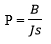 P = B / Js